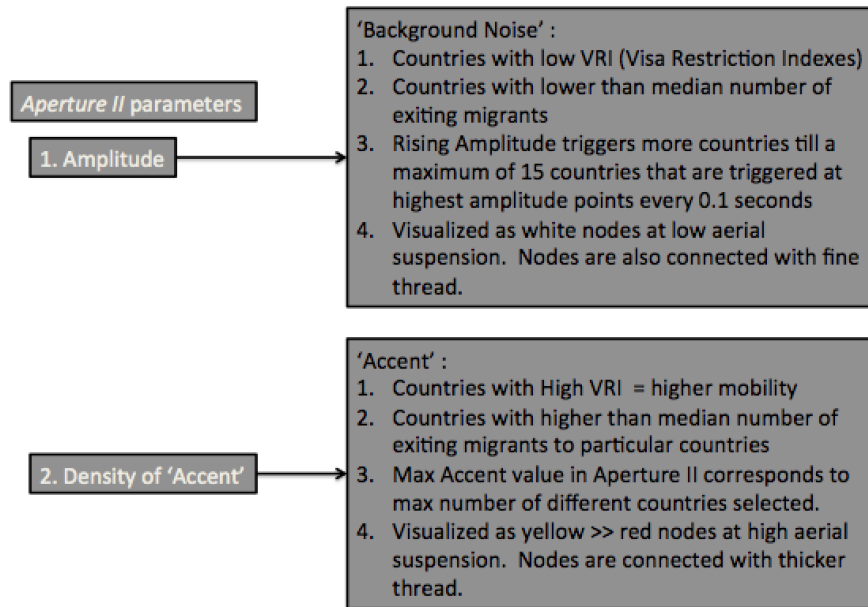 Aperture II parameters
1. Amplitude
‘Background Noise’ :
1. Countries with low VRI (Visa Restriction Indexes)
2. Countries with lower than median number of
exiting migrants
3. Rising Amplitude triggers more countries till a
maximum of 15 countries that are triggered at
highest amplitude points every 0.1 seconds
4. Visualized as white nodes at low aerial
suspension. Nodes are also connected with fine
thread.
2. Density of ‘Accent’
‘Accent’ :
1. Countries with High VRI = higher mobility
2. Countries with higher than median number of
exiting migrants to particular countries
3. Max Accent value in Aperture II corresponds to
max number of different countries selected.
4. Visualized as yellow >> red nodes at high aerial
suspension. Nodes are connected with thicker
thread.